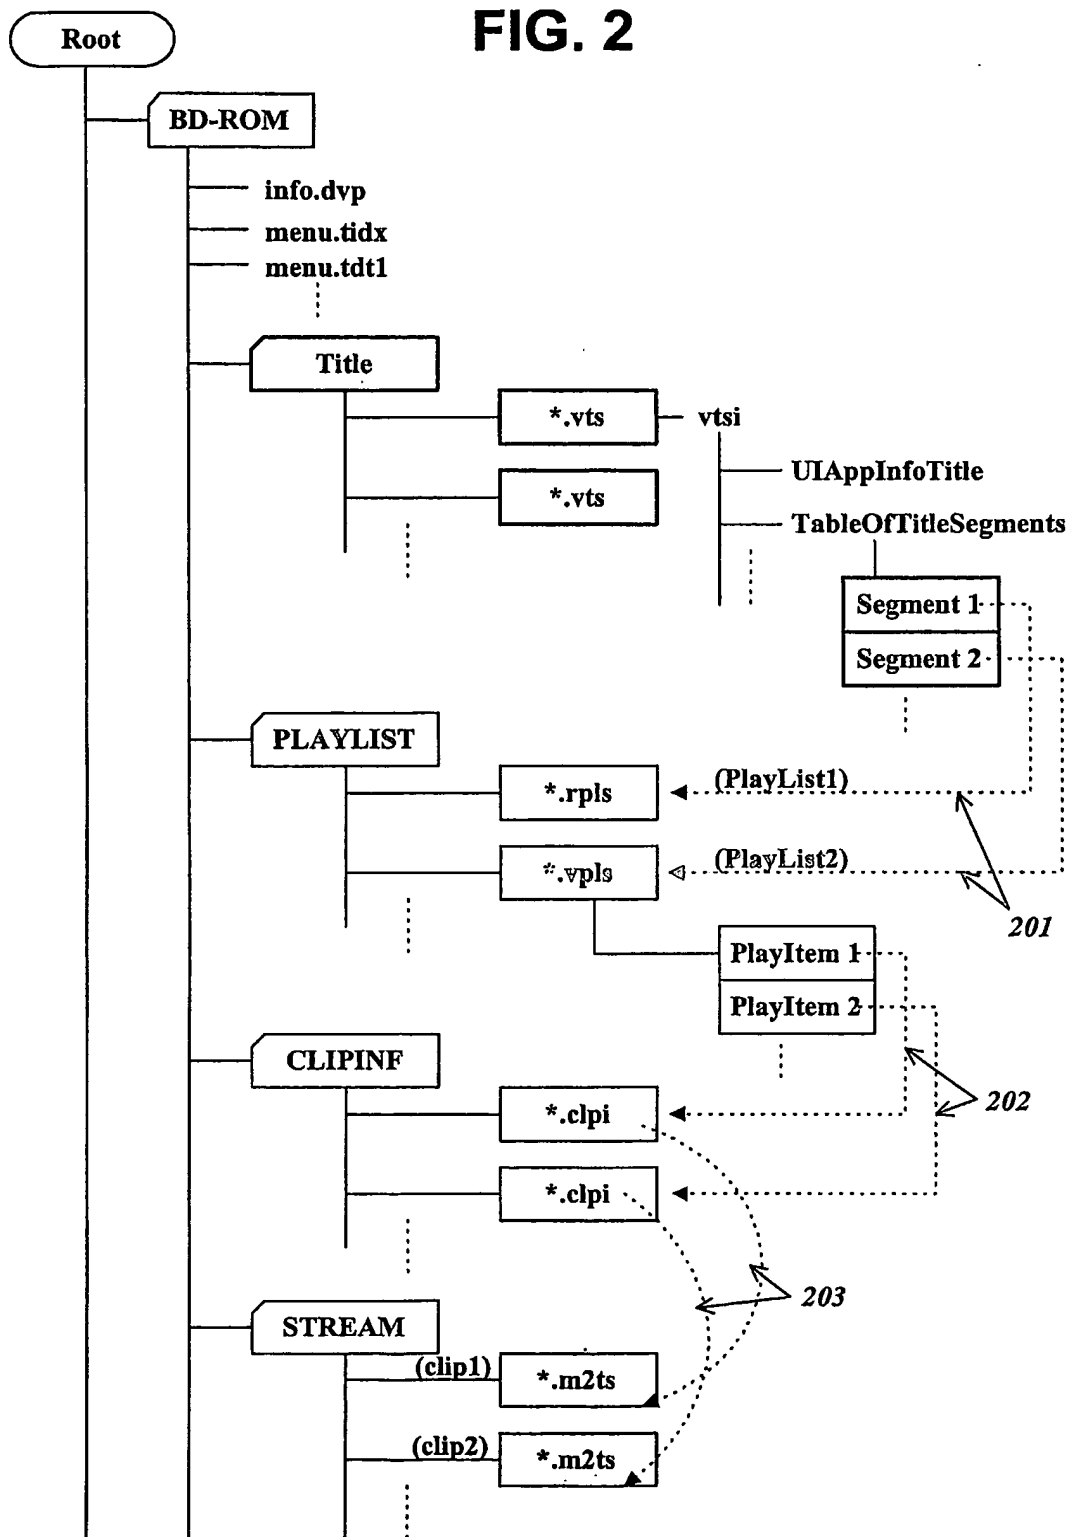 FIG. 2
Root
BD-ROM
info.dvp
menu.tidx
menu.tdt1
Title
*.vts
vtsi
UIAppInfoTitle
*.vts
TableOfTitleSegments
Segment 1
Segment 2
PLAYLIST
*.rpls
(PlayList1)
*.vpls
(PlayList2)
201
PlayItem 1
PlayItem 2
CLIPINF
*.clpi
202
*.clpi
203
STREAM
(clip1)
*.m2ts
(clip2)
*.m2ts